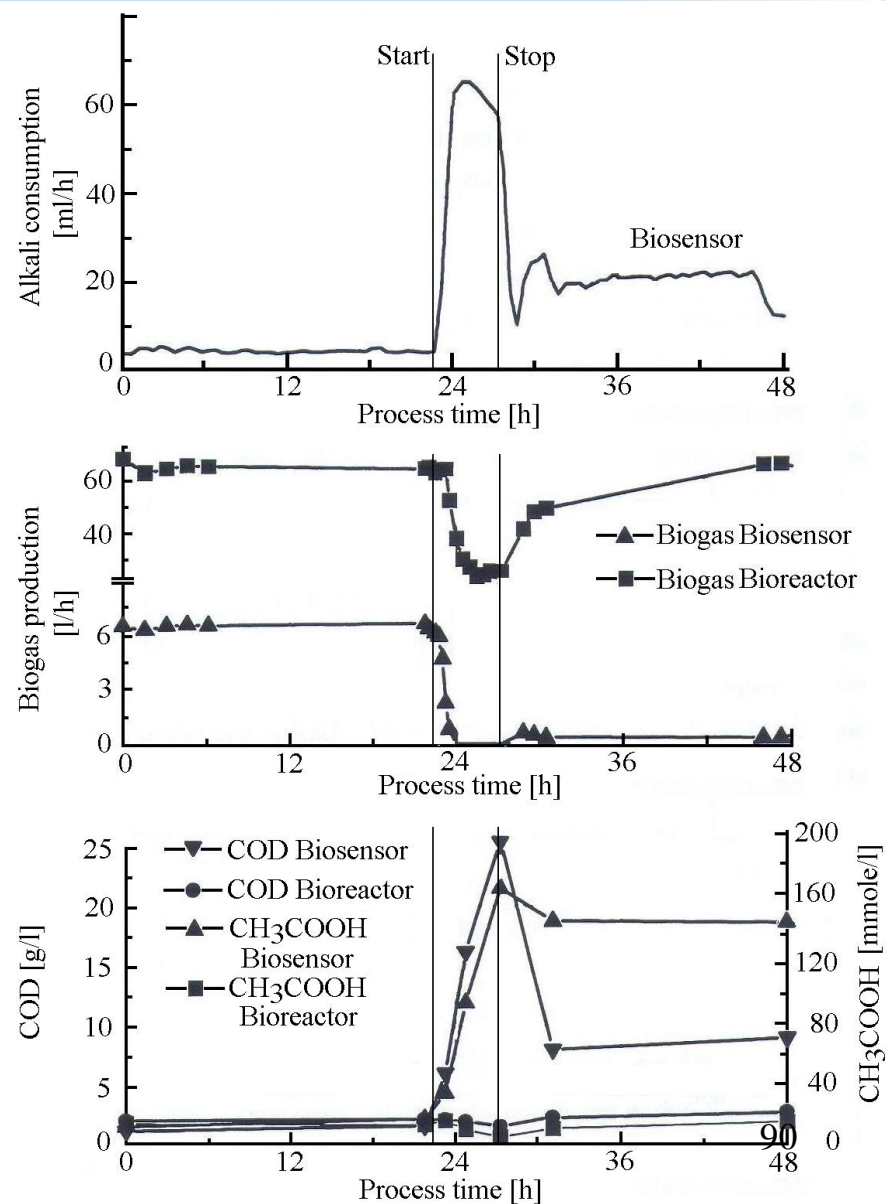 Start
Stop
60
40
20
0
Alkali consumption
[ml/h]
Biosensor
0
12
24
36
48
Process time [h]
60
40
6
3
0
Biogas production
[l/h]
Biogas Biosensor
Biogas Bioreactor
0
12
24
36
48
Process time [h]
25
20
15
10
5
0
COD [g/l]
COD Biosensor
COD Bioreactor
CH3COOH
Biosensor
CH3COOH
Bioreactor
200
160
120
80
40
0
CH3COOH [mmole/l]
90
0
12
24
36
48
Process time [h]